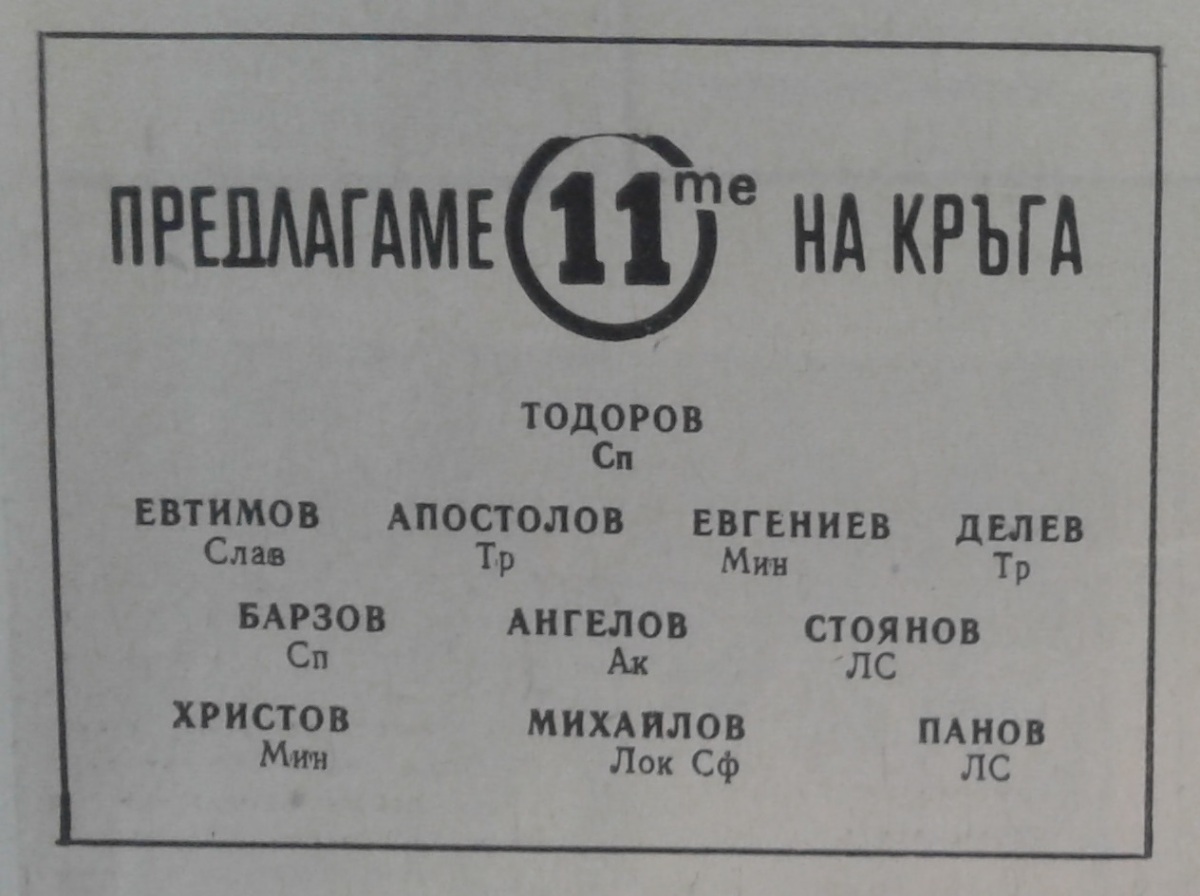 ПРЕДЛАГАМЕ 11те НА КРЪГА
ТОДОРОВ
Сп
ЕВТИМОВ АПОСТОЛОВ ЕВГЕНИЕВ ДЕЛЕВ
Слав Тр Мин Тр
БАРЗОВ АНГЕЛОВ СТОЯНОВ
Сп Ак ЛС
ХРИСТОВ МИХАЙЛОВ ПАНОВ
Мин Лок Сф ЛС